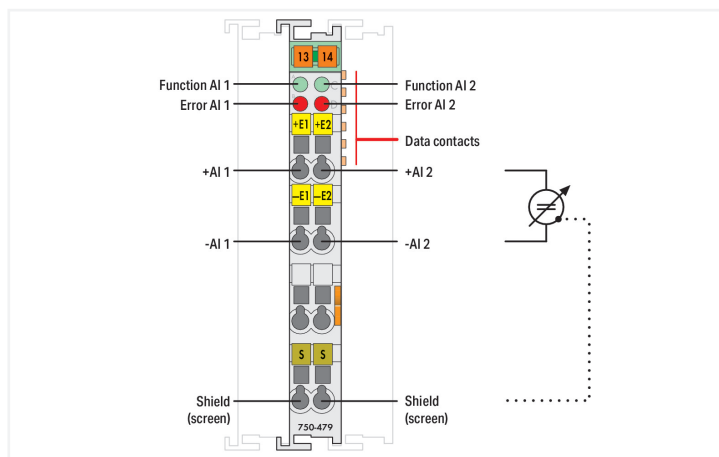 13 14
Function AI 1
Function AI 2
C
Error AI 1
Error AI 2
D
+E1 +E2
Data contacts
+AI 1
+AI 2
–E1 –E2
-AI 1
-AI 2
S S
Shield
(screen)
Shield
(screen)
750-479